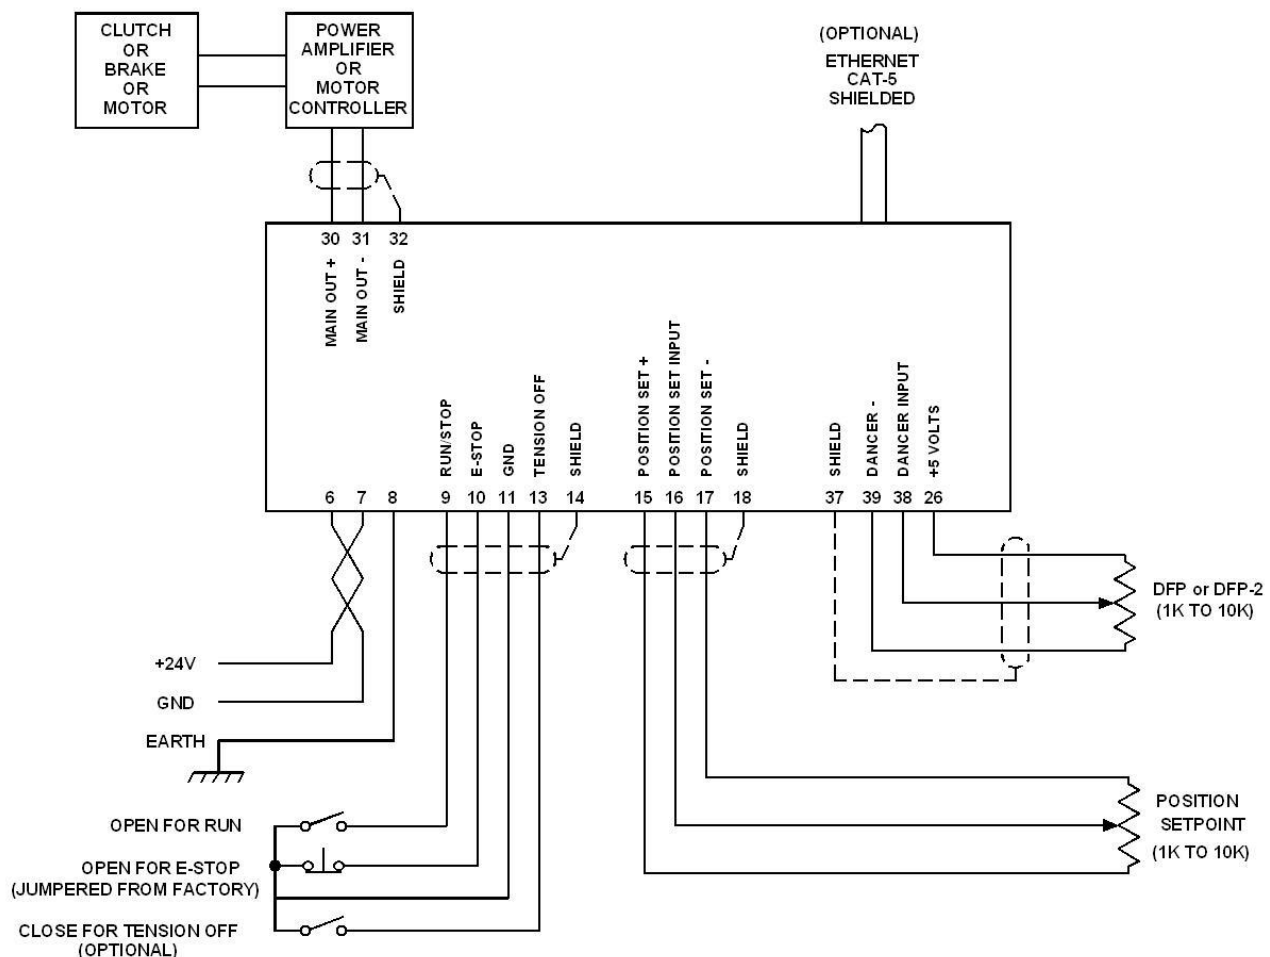 CLUTCH
OR
BRAKE
OR
MOTOR
POWER
AMPLIFIER
OR
MOTOR
CONTROLLER
(OPTIONAL)
ETHERNET
CAT-5
SHIELDED
30 31 32
MAIN OUT +
MAIN OUT -
SHIELD
RUN/STOP
E-STOP
GND
TENSION OFF
SHIELD
POSITION SET +
POSITION SET INPUT
POSITION SET -
SHIELD
SHIELD
DANCER -
DANCER INPUT
+5 VOLTS
6 7 8 9 10 11 13 14 15 16 17 18 37 39 38 26
DFP or DFP-2
(1K TO 10K)
+24V
GND
EARTH
POSITION
SETPOINT
(1K TO 10K)
OPEN FOR RUN
OPEN FOR E-STOP
(JUMPERED FROM FACTORY)
CLOSE FOR TENSION OFF
(OPTIONAL)